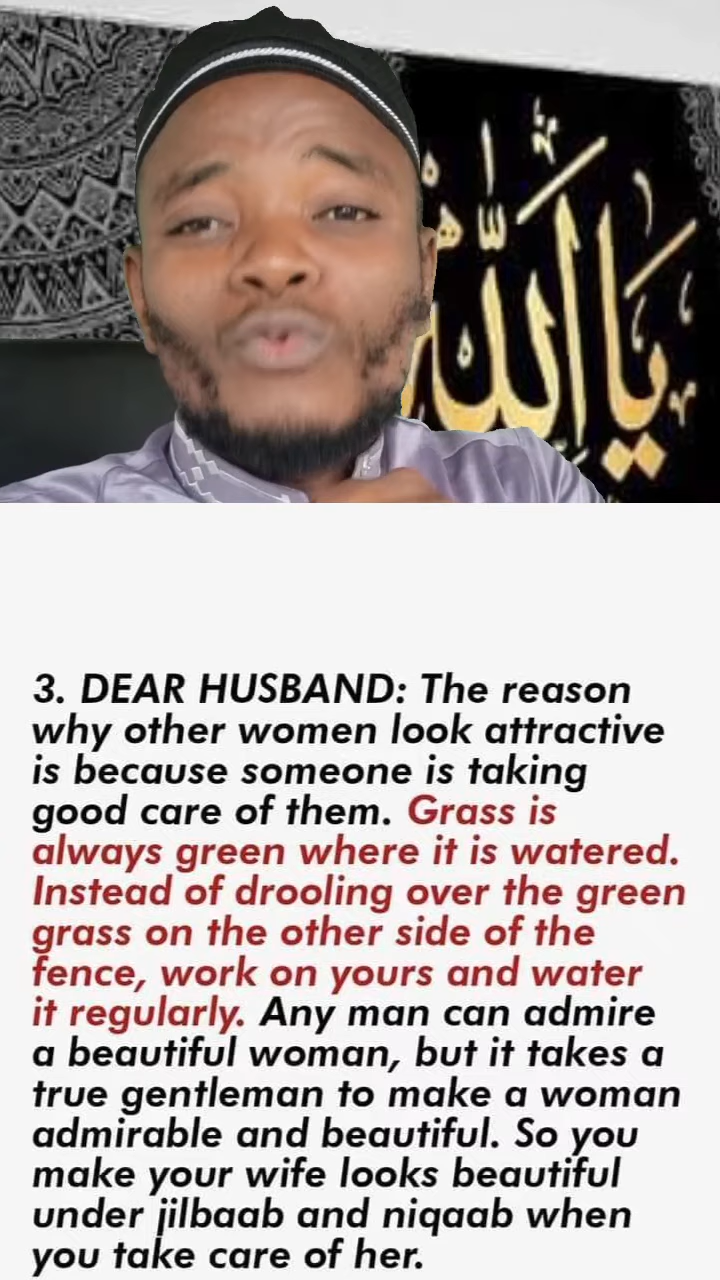 يا الله
3. DEAR HUSBAND: The reason
why other women look attractive
is because someone is taking
good care of them. Grass is
always green where it is watered.
Instead of drooling over the green
grass on the other side of the
fence, work on yours and water
it regularly. Any man can admire
a beautiful woman, but it takes a
true gentleman to make a woman
admirable and beautiful. So you
make your wife looks beautiful
under jilbaab and niqaab when
you take care of her.